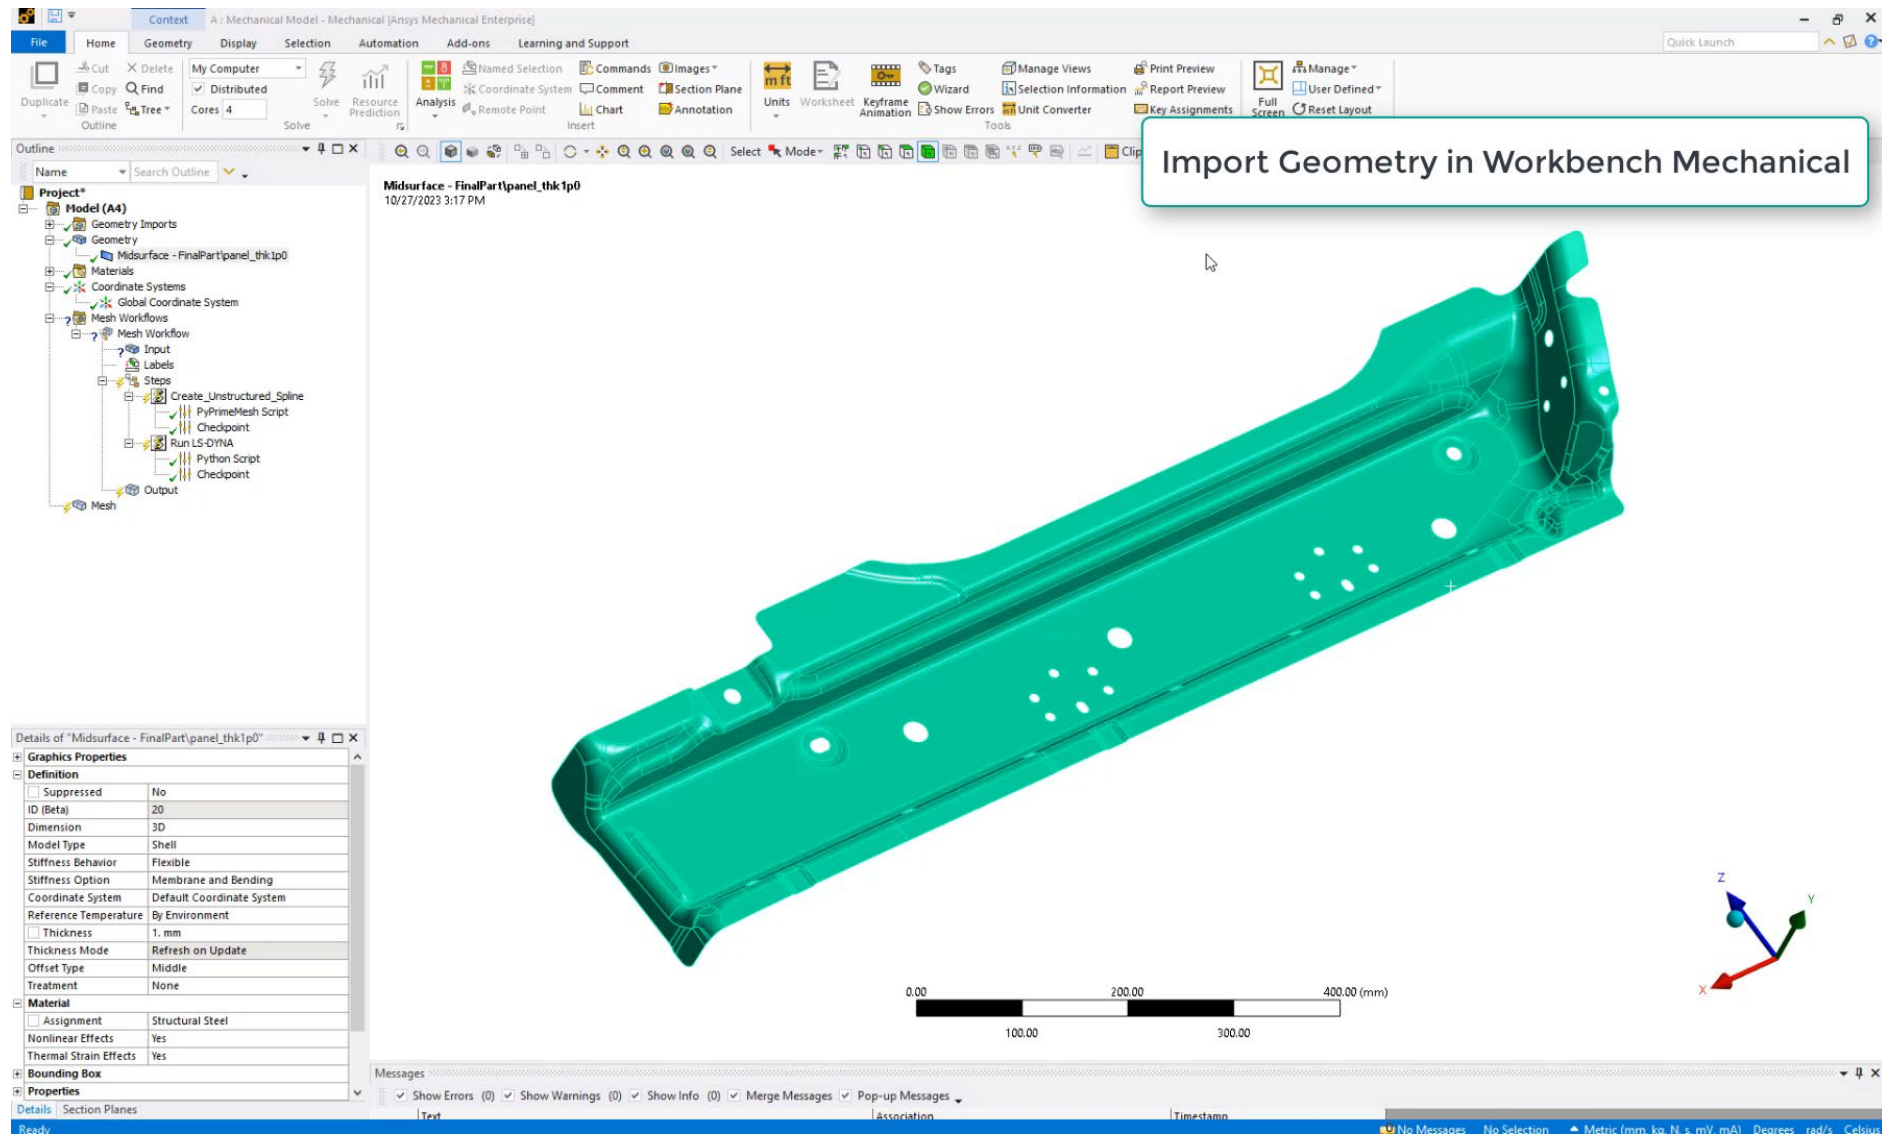 Context A : Mechanical Model - Mechanical [Ansys Mechanical Enterprise]
File Home Geometry Display Selection Automation Add-ons Learning and Support Quick Launch
Cut Delete My Computer Named Selection Commands Images Tags Manage Views Print Preview Manage
Copy Find Distributed Coordinate System Comment Section Plane Wizard Selection Information Report Preview User Defined
Duplicate Paste Tree Cores 4 Solve Resource Prediction Analysis Remote Point Chart Annotation Units Worksheet Keyframe Animation Show Errors Unit Converter Key Assignments Full Screen Reset Layout
Outline Solve Insert Tools
Import Geometry in Workbench Mechanical
Outline
Select Mode Clip
Name Search Outline
Project*
Model (A4)
Geometry Imports
Geometry
Midsurface - FinalPart\panel_thk1p0
Materials
Coordinate Systems
Global Coordinate System
Mesh Workflows
Mesh Workflow
Input
Labels
Steps
Create_Unstructured_Spline
PyPrimeMesh Script
Checkpoint
Run LS-DYNA
Python Script
Checkpoint
Output
Mesh
Midsurface - FinalPart\panel_thk1p0
10/27/2023 3:17 PM
Details of "Midsurface - FinalPart\panel_thk1p0"
Graphics Properties
Definition
Suppressed No
ID (Beta) 20
Dimension 3D
Model Type Shell
Stiffness Behavior Flexible
Stiffness Option Membrane and Bending
Coordinate System Default Coordinate System
Reference Temperature By Environment
Thickness 1. mm
Thickness Mode Refresh on Update
Offset Type Middle
Treatment None
Material
Assignment Structural Steel
Nonlinear Effects Yes
Thermal Strain Effects Yes
Bounding Box
Properties
Details Section Planes
Z
Y
X
0.00 200.00 400.00 (mm)
100.00 300.00
Messages
Show Errors (0) Show Warnings (0) Show Info (0) Merge Messages Pop-up Messages
Text Association Timestamp
Ready
No Messages No Selection Metric (mm, kg, N, s, mV, mA) Degrees rad/s Celsius